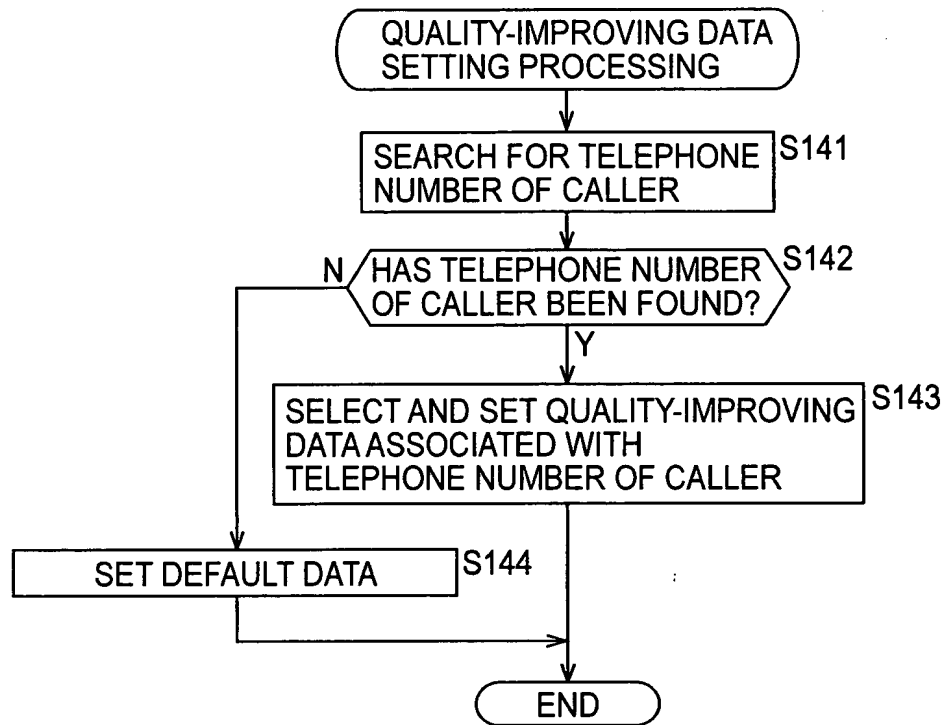 QUALITY-IMPROVING DATA
SETTING PROCESSING
SEARCH FOR TELEPHONE
NUMBER OF CALLER
S141
HAS TELEPHONE NUMBER
OF CALLER BEEN FOUND?
S142
N
Y
SELECT AND SET QUALITY-IMPROVING
DATA ASSOCIATED WITH
TELEPHONE NUMBER OF CALLER
S143
SET DEFAULT DATA
S144
END